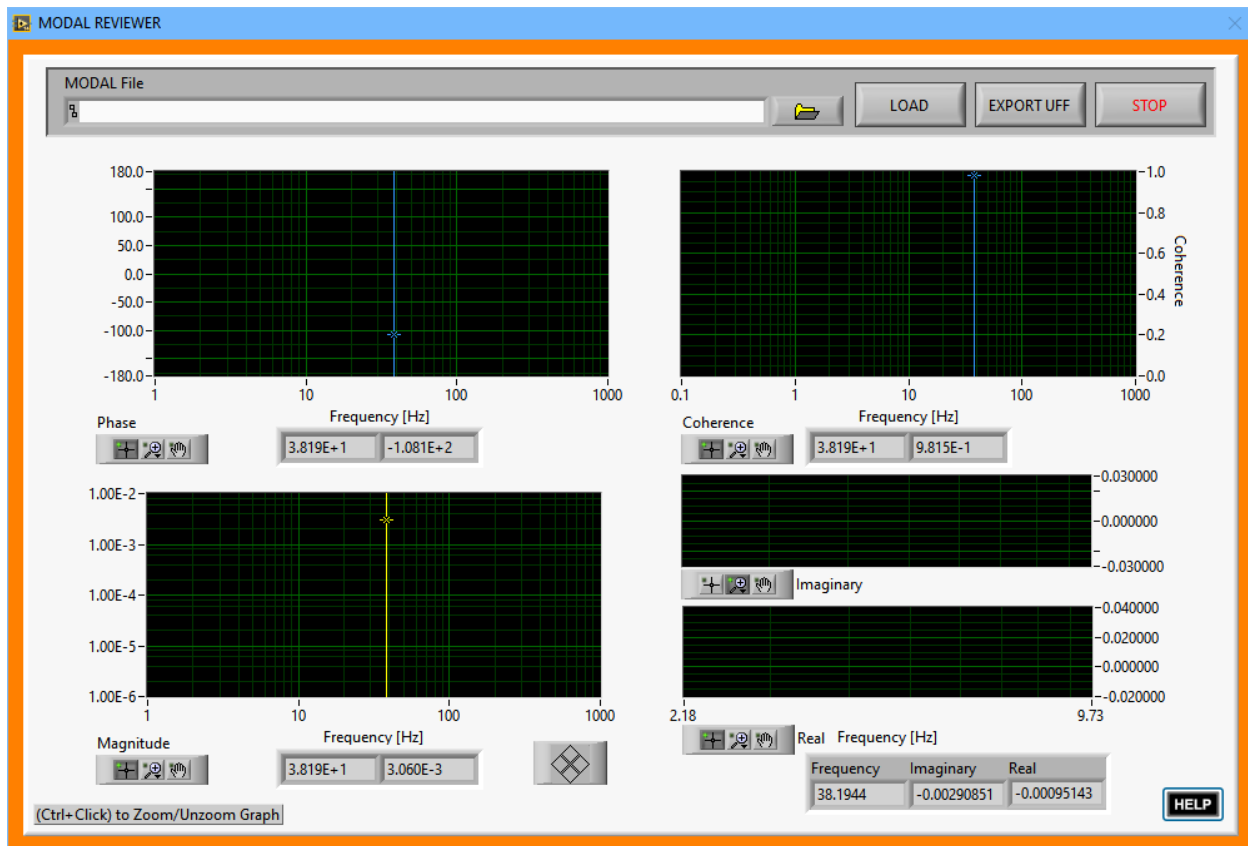 MODAL REVIEWER
MODAL File
LOAD
EXPORT UFF
STOP
180.0
100.0
50.0
0.0
-50.0
-100.0
-180.0
1 10 100 1000
Frequency [Hz]
Phase
3.819E+1 -1.081E+2
1.0
0.8
0.6
0.4
0.2
0.0
Coherence
0.1 1 10 100 1000
Frequency [Hz]
Coherence
3.819E+1 9.815E-1
1.00E-2
1.00E-3
1.00E-4
1.00E-5
1.00E-6
1 10 100 1000
Frequency [Hz]
Magnitude
3.819E+1 3.060E-3
0.030000
0.000000
-0.030000
Imaginary
0.040000
0.020000
0.000000
-0.020000
2.18 9.73
Real Frequency [Hz]
Frequency Imaginary Real
38.1944 -0.00290851 -0.00095143
(Ctrl+Click) to Zoom/Unzoom Graph
HELP